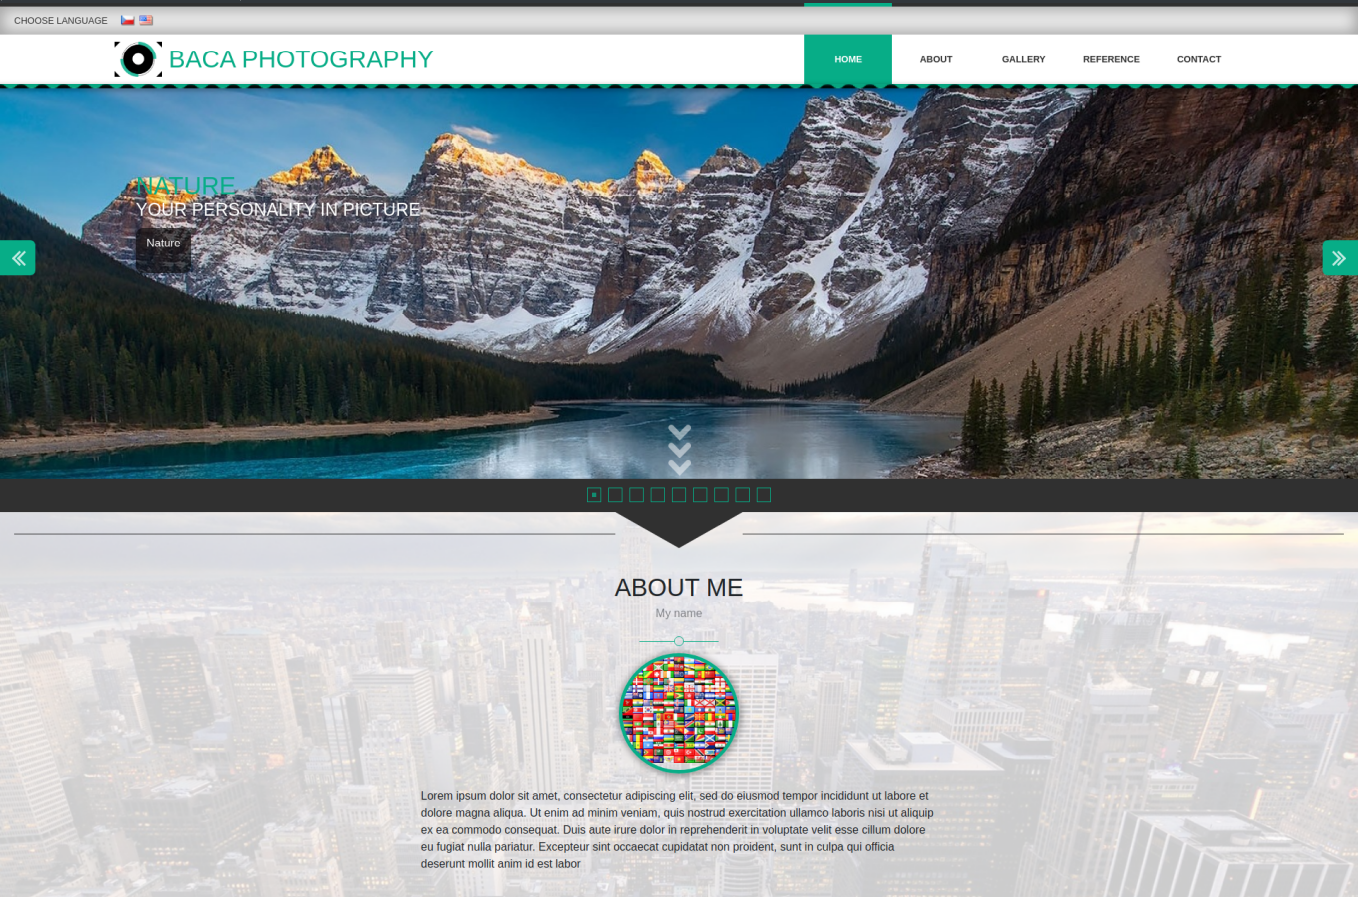 CHOOSE LANGUAGE
BACA PHOTOGRAPHY
HOME
ABOUT
GALLERY
REFERENCE
CONTACT
NATURE
YOUR PERSONALITY IN PICTURE
Nature
ABOUT ME
My name
Lorem ipsum dolor sit amet, consectetur adipiscing elit, sed do eiusmod tempor incididunt ut labore et
dolore magna aliqua. Ut enim ad minim veniam, quis nostrud exercitation ullamco laboris nisi ut aliquip
ex ea commodo consequat. Duis aute irure dolor in reprehenderit in voluptate velit esse cillum dolore
eu fugiat nulla pariatur. Excepteur sint occaecat cupidatat non proident, sunt in culpa qui officia
deserunt mollit anim id est labor